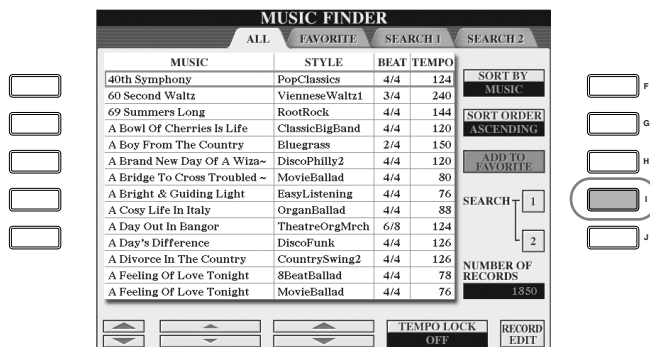 MUSIC FINDER
ALL FAVORITE SEARCH 1 SEARCH 2
MUSIC STYLE BEAT TEMPO
40th Symphony PopClassics 4/4 124
60 Second Waltz VienneseWaltz1 3/4 240
69 Summers Long RootRock 4/4 144
A Bowl Of Cherries Is Life ClassicBigBand 4/4 120
A Boy From The Country Bluegrass 2/4 150
A Brand New Day Of A Wiza~ DiscoPhilly2 4/4 120
A Bridge To Cross Troubled ~ MovieBallad 4/4 80
A Bright & Guiding Light EasyListening 4/4 76
A Cosy Life In Italy OrganBallad 4/4 88
A Day Out In Bangor TheatreOrgMrch 6/8 124
A Day's Difference DiscoFunk 4/4 126
A Divorce In The Country CountrySwing2 4/4 126
A Feeling Of Love Tonight 8BeatBallad 4/4 78
A Feeling Of Love Tonight MovieBallad 4/4 76
SORT BY
MUSIC
SORT ORDER
ASCENDING
ADD TO
FAVORITE
SEARCH 1
2
NUMBER OF
RECORDS
1850
F
G
H
I
J
TEMPO LOCK
OFF
RECORD
EDIT